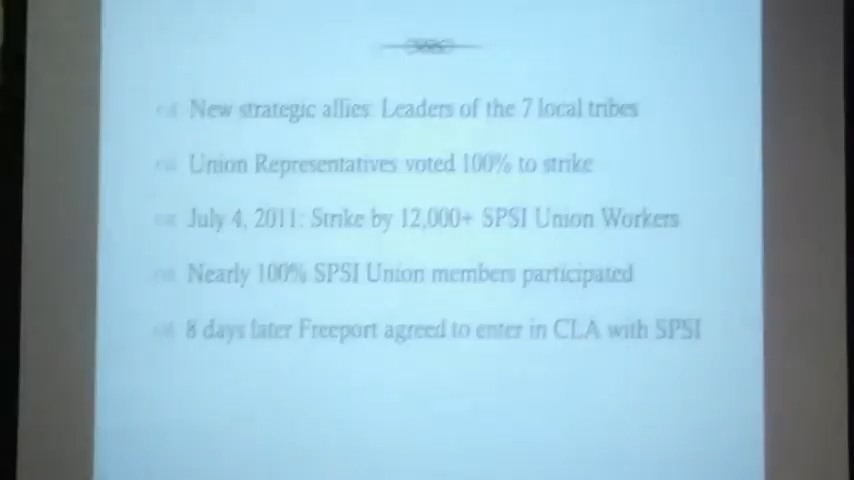 New strategic allies: Leaders of the 7 local tribes
Union Representatives voted 100% to strike
July 4, 2011: Strike by 12,000+ SPSI Union Workers
Nearly 100% SPSI Union members participated
8 days later Freeport agreed to enter in CLA with SPSI